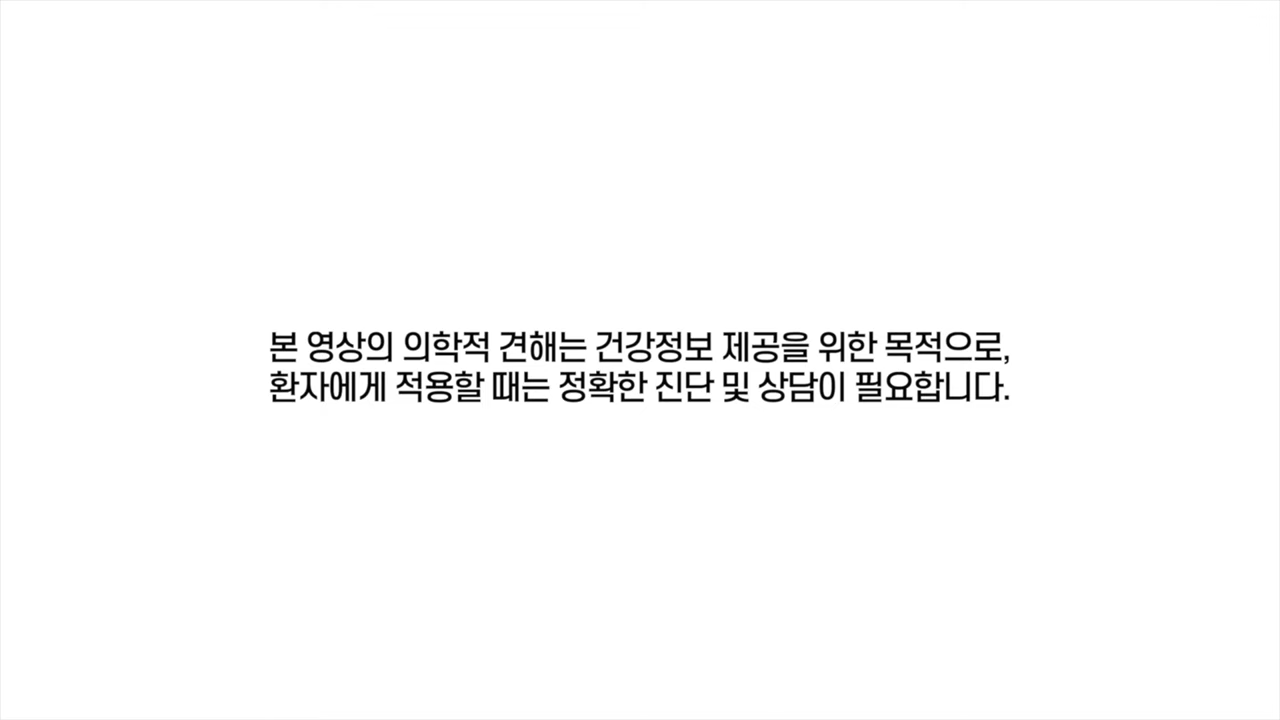 본 영상의 의학적 견해는 건강정보 제공을 위한 목적으로,
환자에게 적용할 때는 정확한 진단 및 상담이 필요합니다.